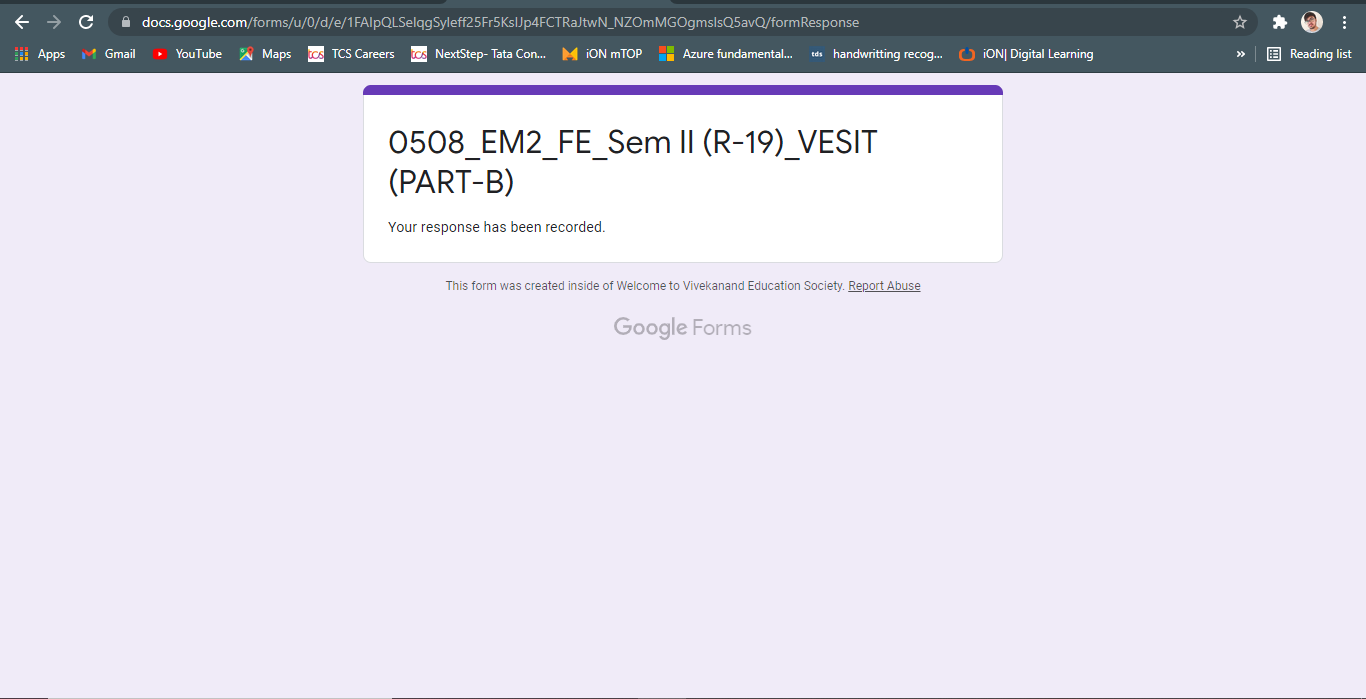 docs.google.com/forms/u/0/d/e/1FAIpQLSelqgSyleff25Fr5KslJp4FCTRaJtwN_NZOmMGOgmslsQ5avQ/formResponse
Apps Gmail YouTube Maps TCS Careers NextStep- Tata Con... iON mTOP Azure fundamental... tds handwritting recog... iON| Digital Learning » Reading list
0508_EM2_FE_Sem II (R-19)_VESIT
(PART-B)
Your response has been recorded.
This form was created inside of Welcome to Vivekanand Education Society. Report Abuse
Google Forms